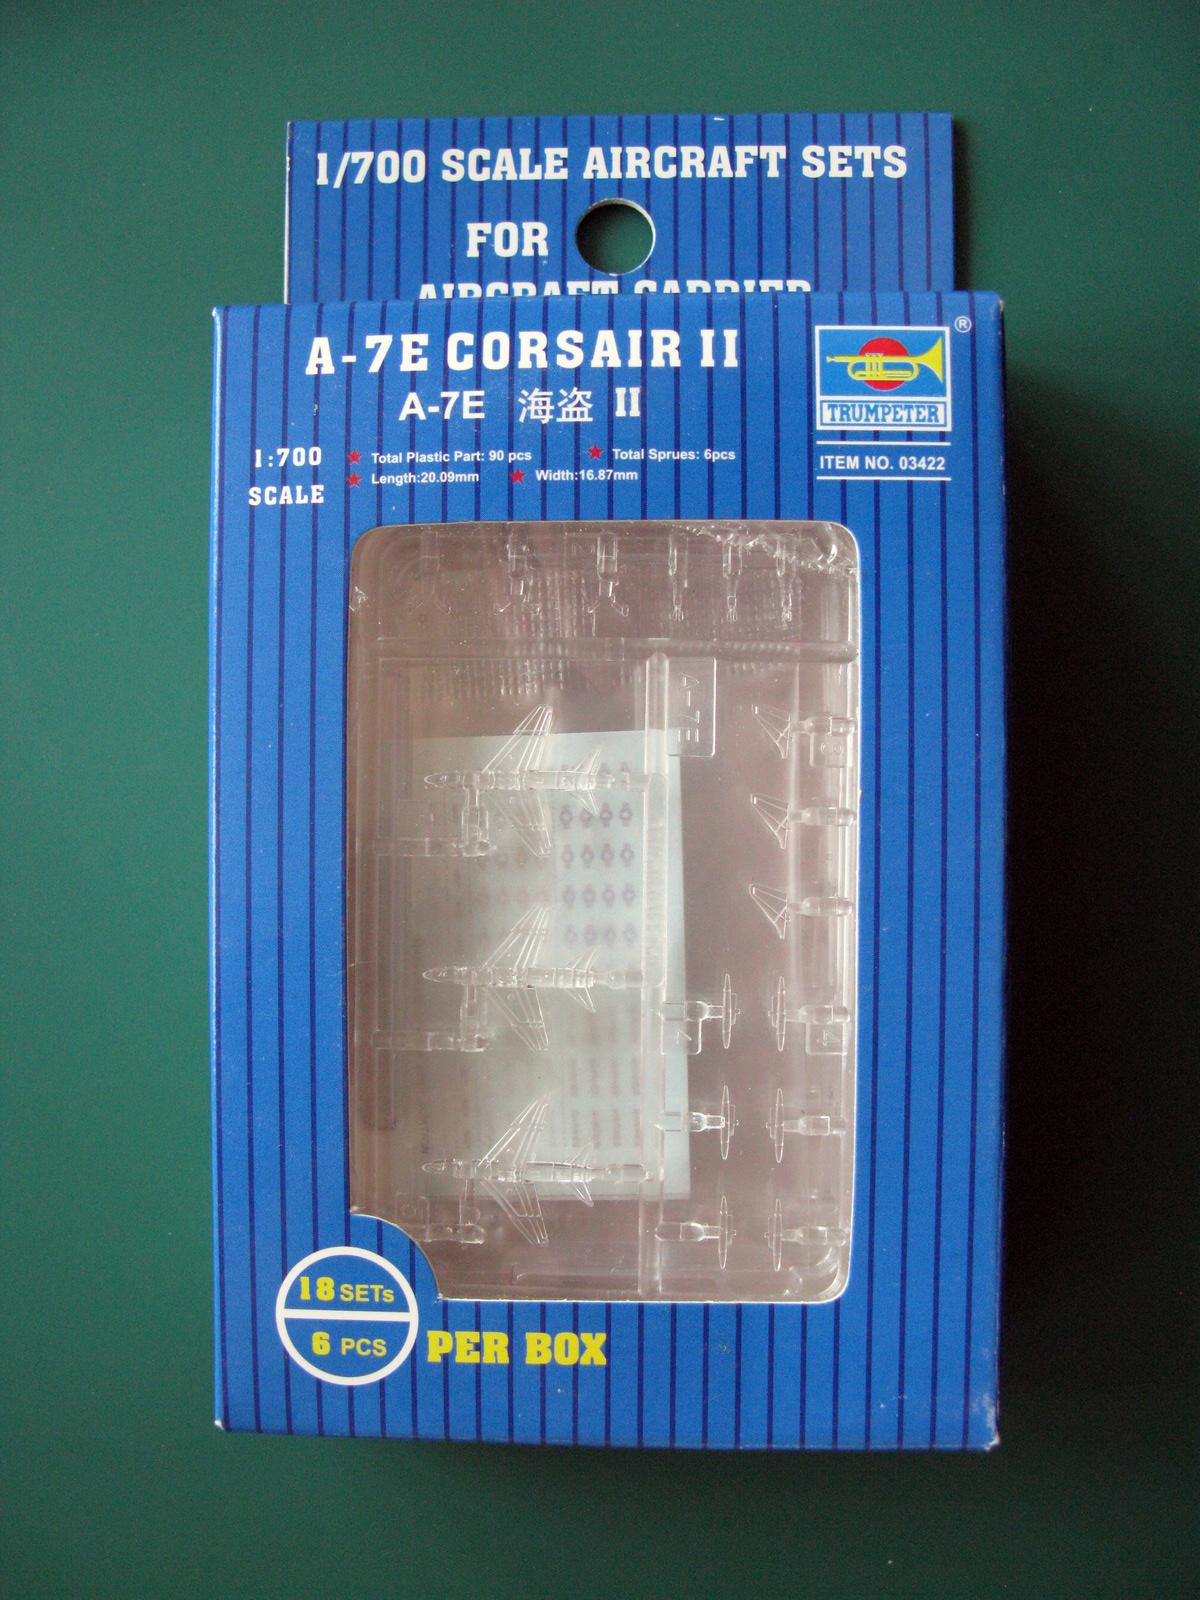 1/700 SCALE AIRCRAFT SETS
FOR
AIRCRAFT CARRIER
A-7E CORSAIR II
A-7E 海盗 II
®
TRUMPETER
ITEM NO. 03422
1:700
SCALE
★ Total Plastic Part: 90 pcs ★ Total Sprues: 6pcs
★ Length:20.09mm ★ Width:16.87mm
A-7E
18 SETs
6 PCS
PER BOX